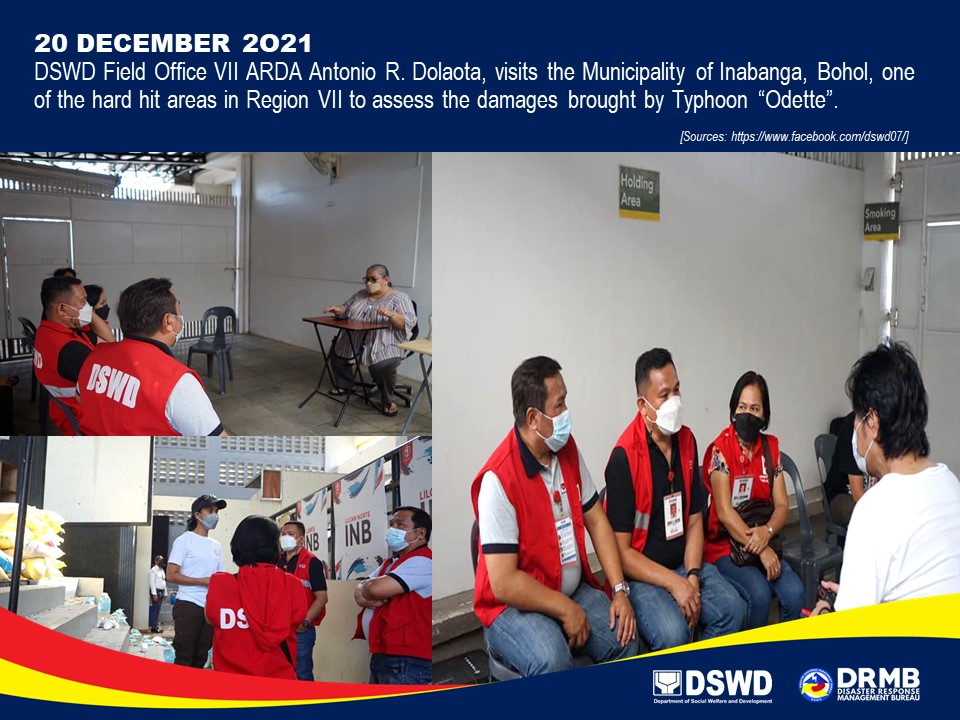 20 DECEMBER 2021
DSWD Field Office VII ARDA Antonio R. Dolaota, visits the Municipality of Inabanga, Bohol, one
of the hard hit areas in Region VII to assess the damages brought by Typhoon “Odette”.
[Sources: https://www.facebook.com/dswd07/]
Holding
Area
Smoking
Area
DSWD
INB
DS
DSWD
Department of Social Welfare and Development
DRMB
DISASTER RESPONSE
MANAGEMENT BUREAU